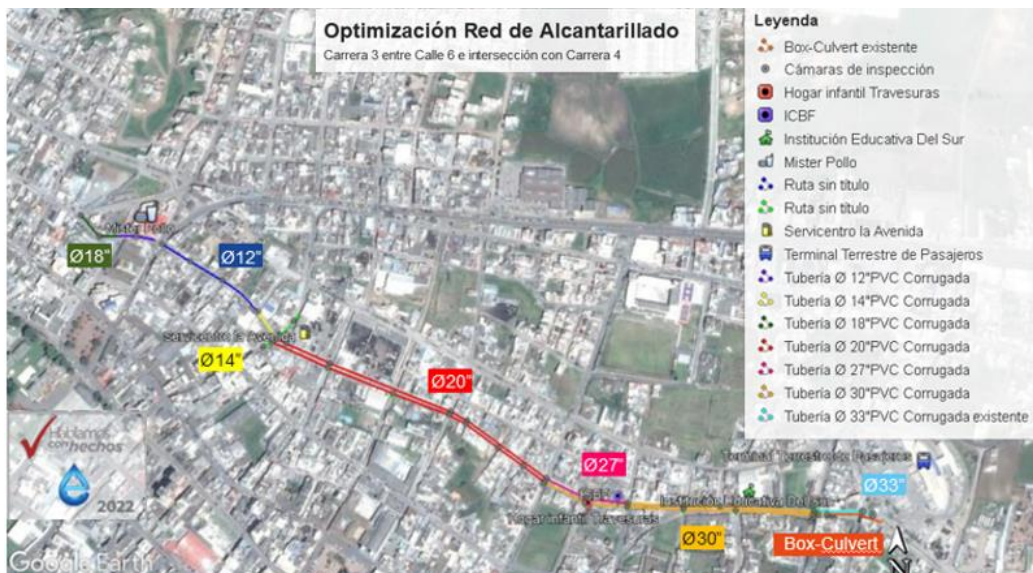 Optimización Red de Alcantarillado
Carrera 3 entre Calle 6 e intersección con Carrera 4
Leyenda
Box-Culvert existente
Cámaras de inspección
Hogar infantil Travesuras
ICBF
Institución Educativa Del Sur
Mister Pollo
Ruta sin título
Ruta sin título
Servicentro la Avenida
Terminal Terrestre de Pasajeros
Tubería Ø 12"PVC Corrugada
Tubería Ø 14"PVC Corrugada
Tubería Ø 18"PVC Corrugada
Tubería Ø 20"PVC Corrugada
Tubería Ø 27"PVC Corrugada
Tubería Ø 30"PVC Corrugada
Tubería Ø 33"PVC Corrugada existente
Mister Pollo
Ø18"
Ø12"
Servicentro la Avenida
Ø14"
Ø20"
Terminal Terrestre de Pasajeros
Ø27"
Ø33"
ICBF
Institución Educativa Del Sur
Hogar infantil Travesuras
Ø30"
Box-Culvert
Hablamos
con hechos
2022
Google Earth
N